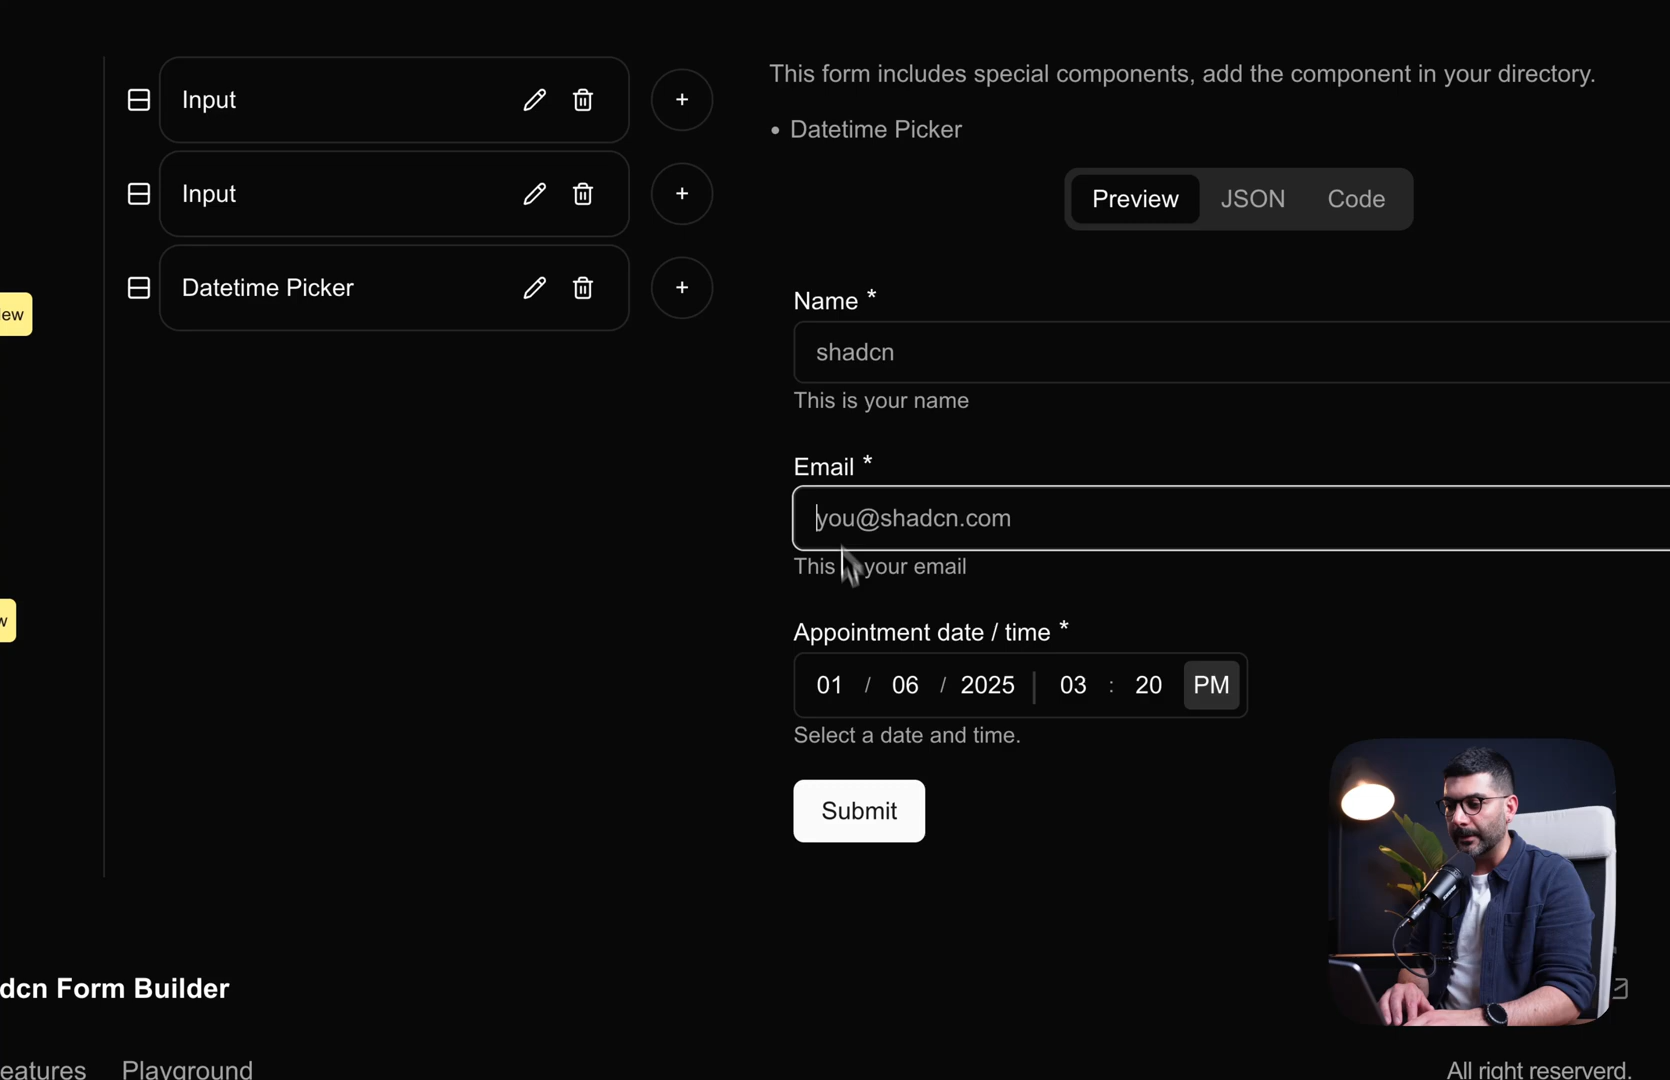 Input
+
Input
+
Datetime Picker
+
This form includes special components, add the component in your directory.
• Datetime Picker
Preview JSON Code
Name *
shadcn
This is your name
Email *
you@shadcn.com
This your email
Appointment date / time *
01 / 06 / 2025 | 03 : 20 PM
Select a date and time.
Submit
ew
w
dcn Form Builder
eatures Playground
All right reserverd.